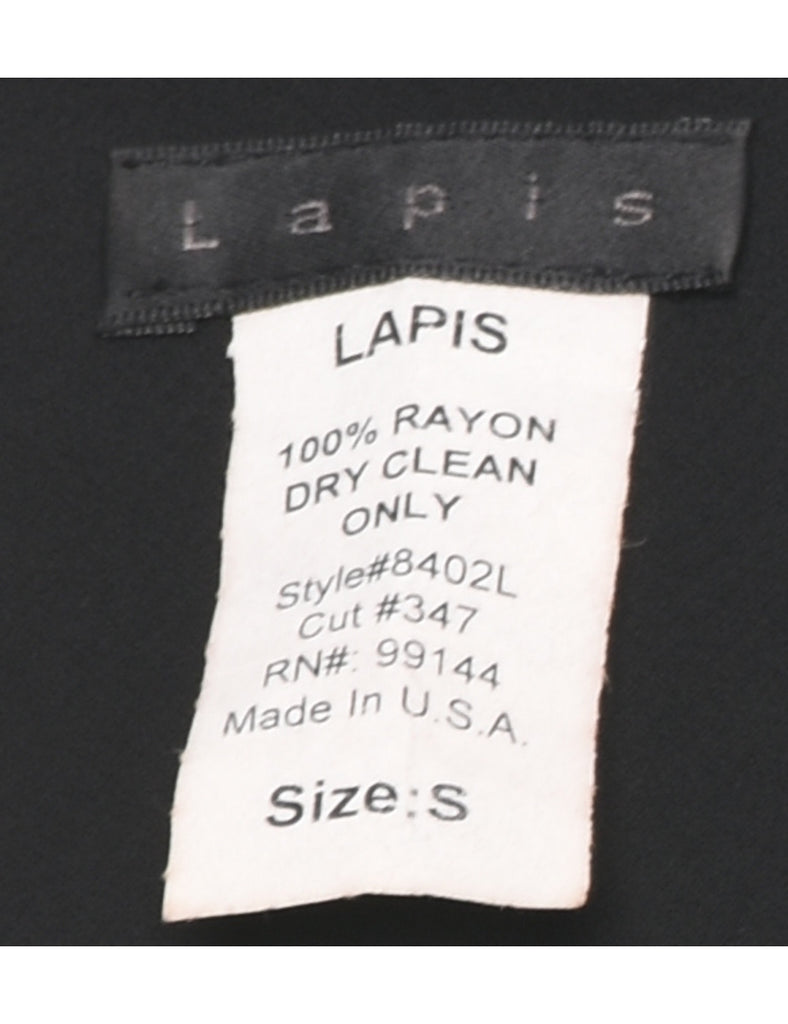 Lapis
LAPIS
100% RAYON
DRY CLEAN
ONLY
Style#8402L
Cut #347
RN#: 99144
Made In U.S.A.
Size:S